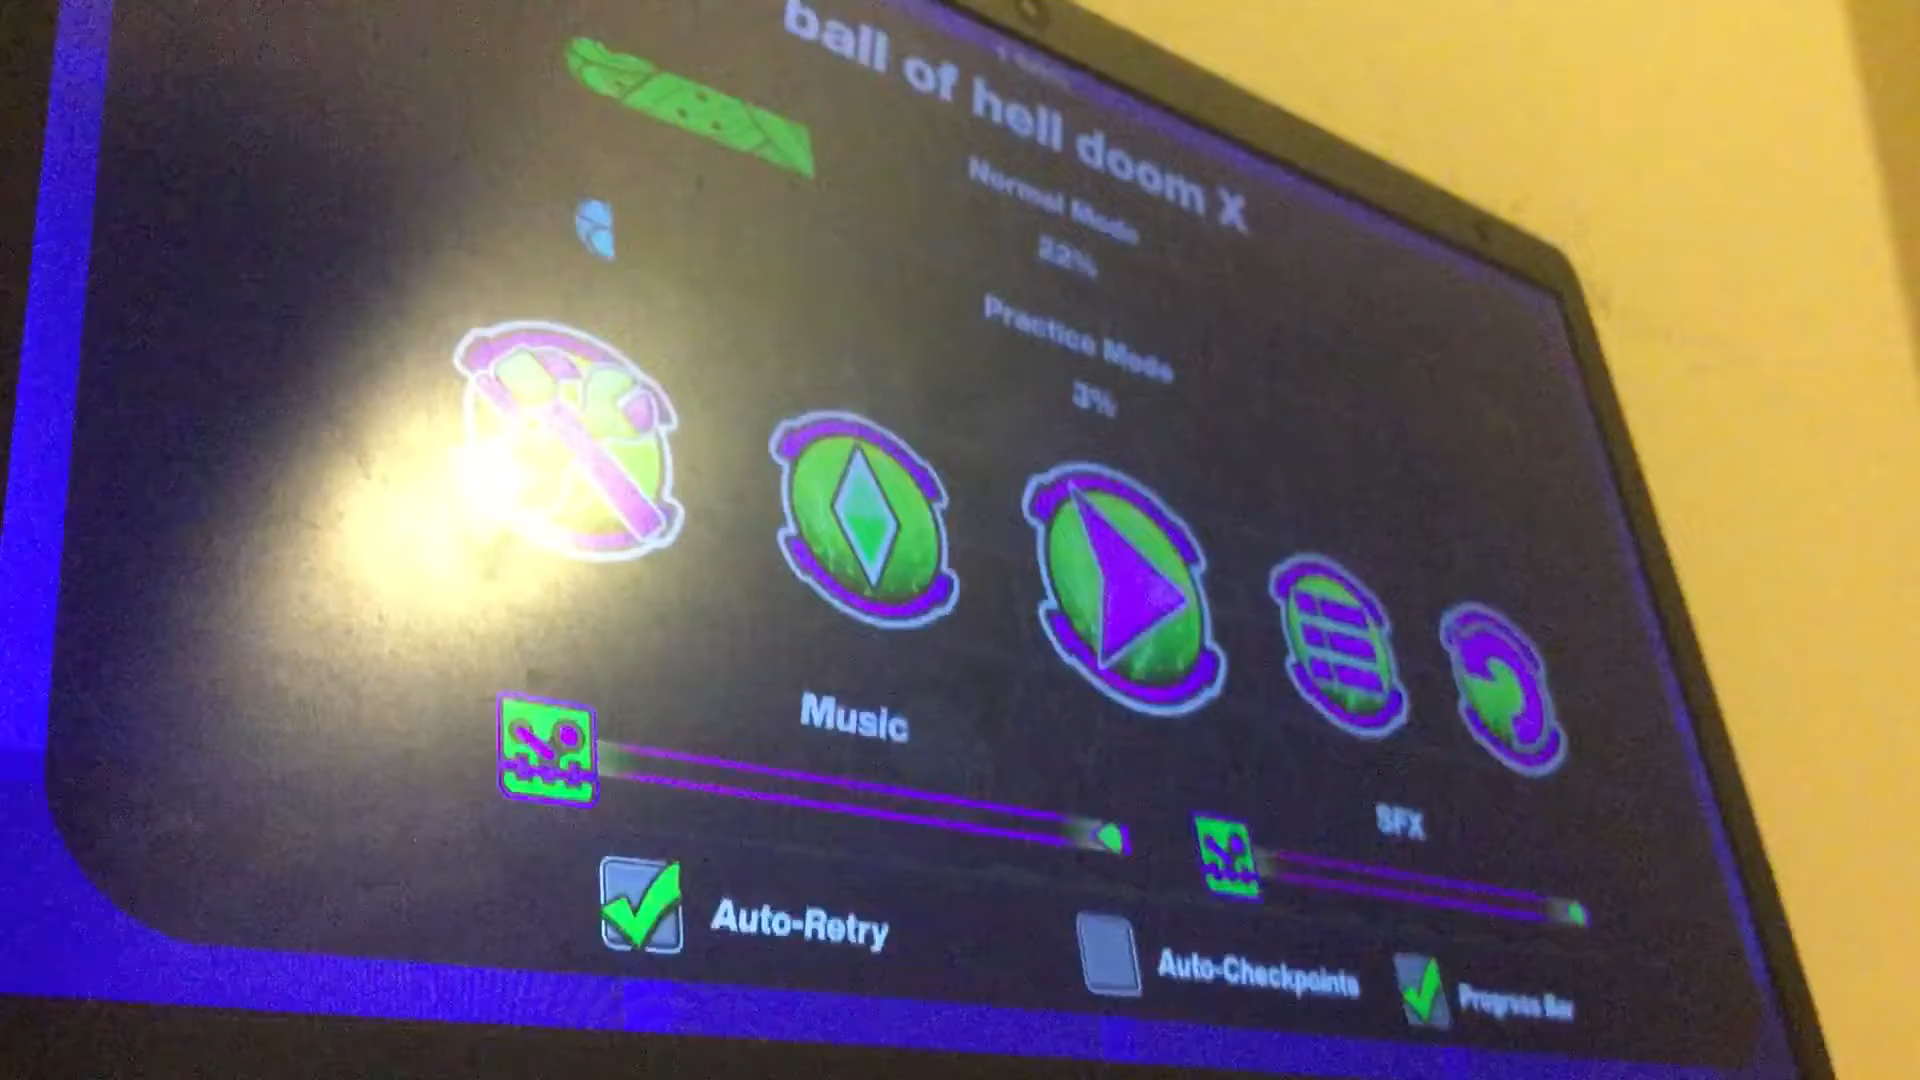 ball of hell doom X
Normal Mode
22%
Practice Mode
3%
Music
SFX
Auto-Retry
Auto-Checkpoints
Progress Bar